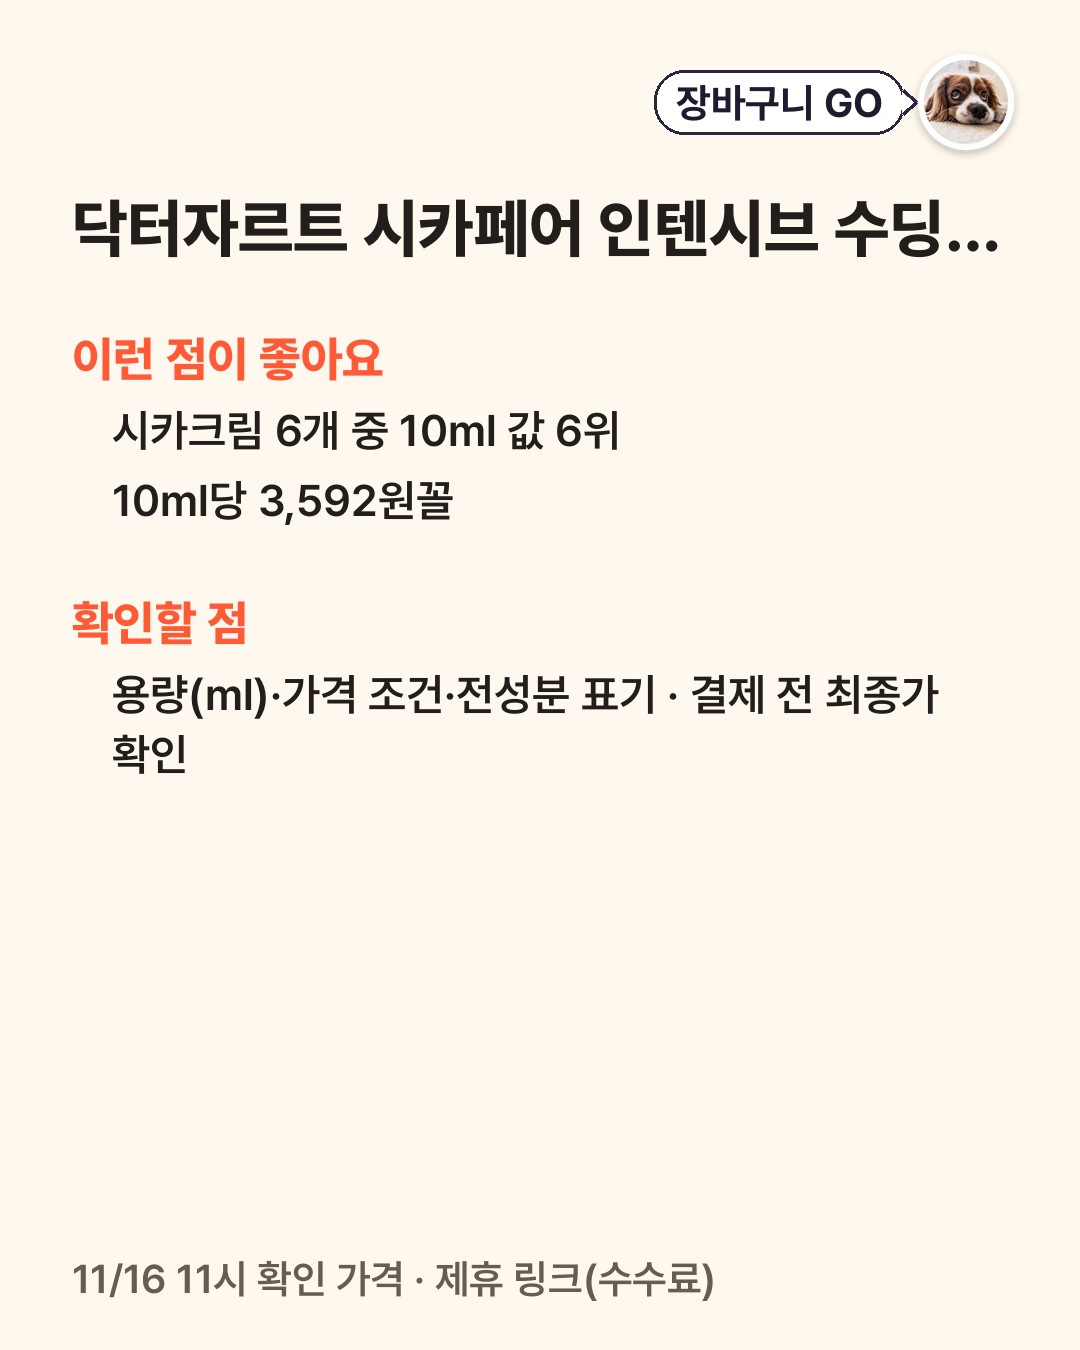 장바구니 GO
닥터자르트 시카페어 인텐시브 수딩...
이런 점이 좋아요
시카크림 6개 중 10ml 값 6위
10ml당 3,592원꼴
확인할 점
용량(ml)·가격 조건·전성분 표기 · 결제 전 최종가
확인
11/16 11시 확인 가격 · 제휴 링크(수수료)